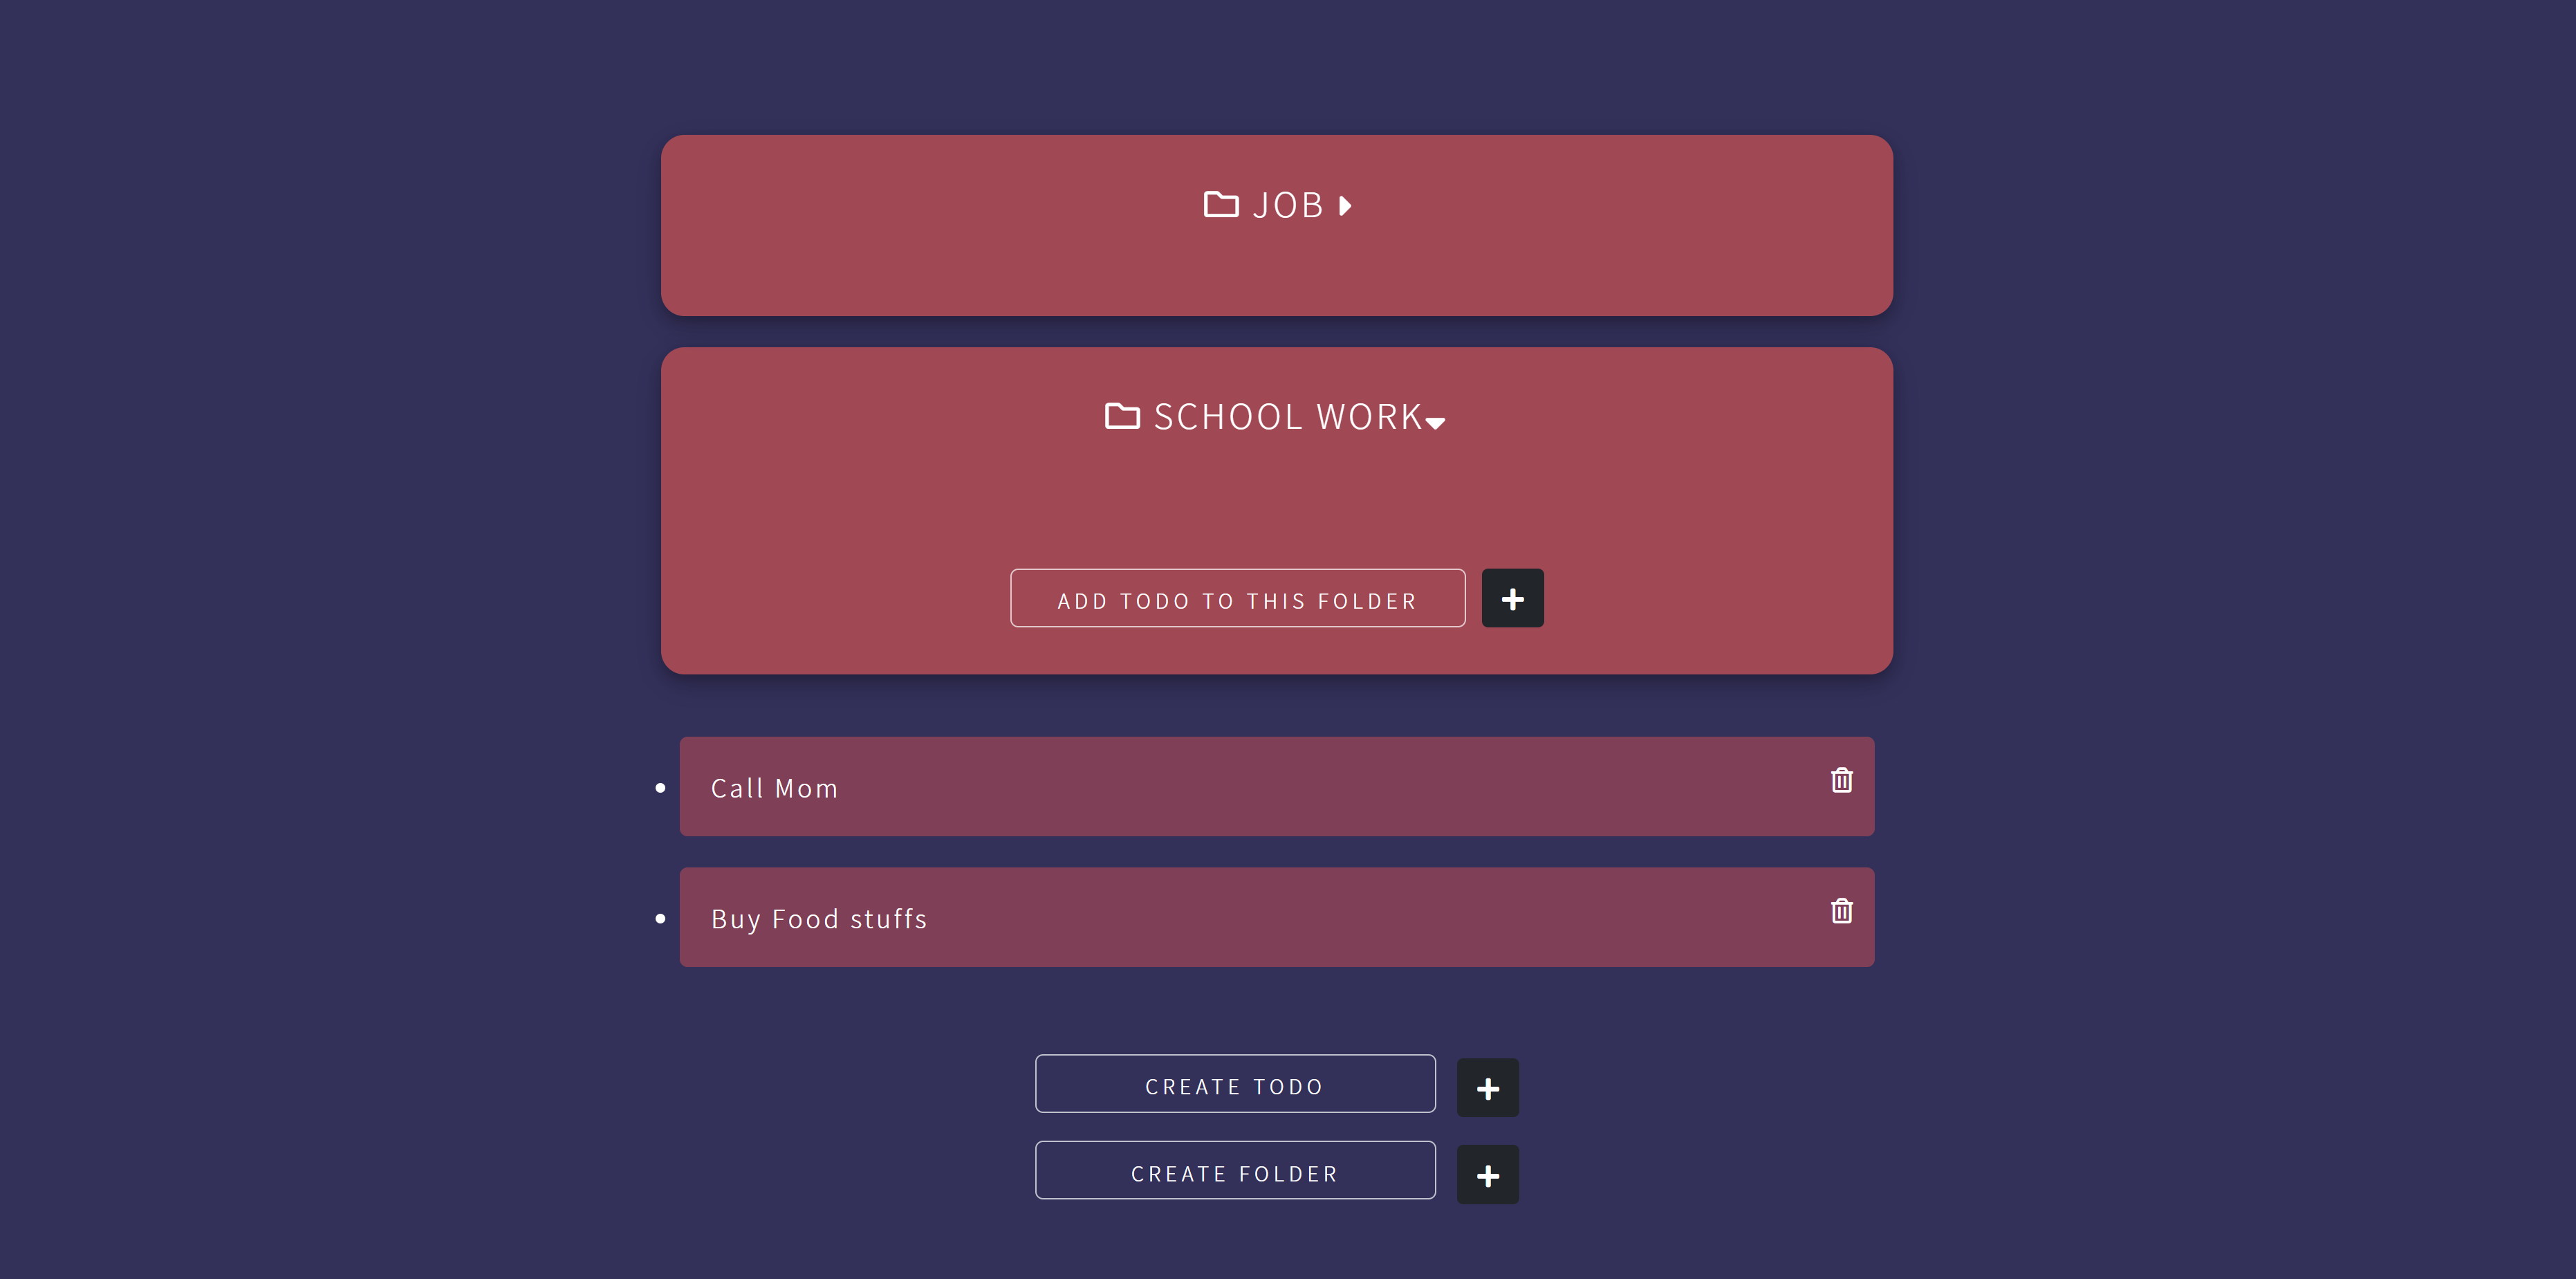 JOB
SCHOOL WORK
ADD TODO TO THIS FOLDER
Call Mom
Buy Food stuffs
CREATE TODO
CREATE FOLDER